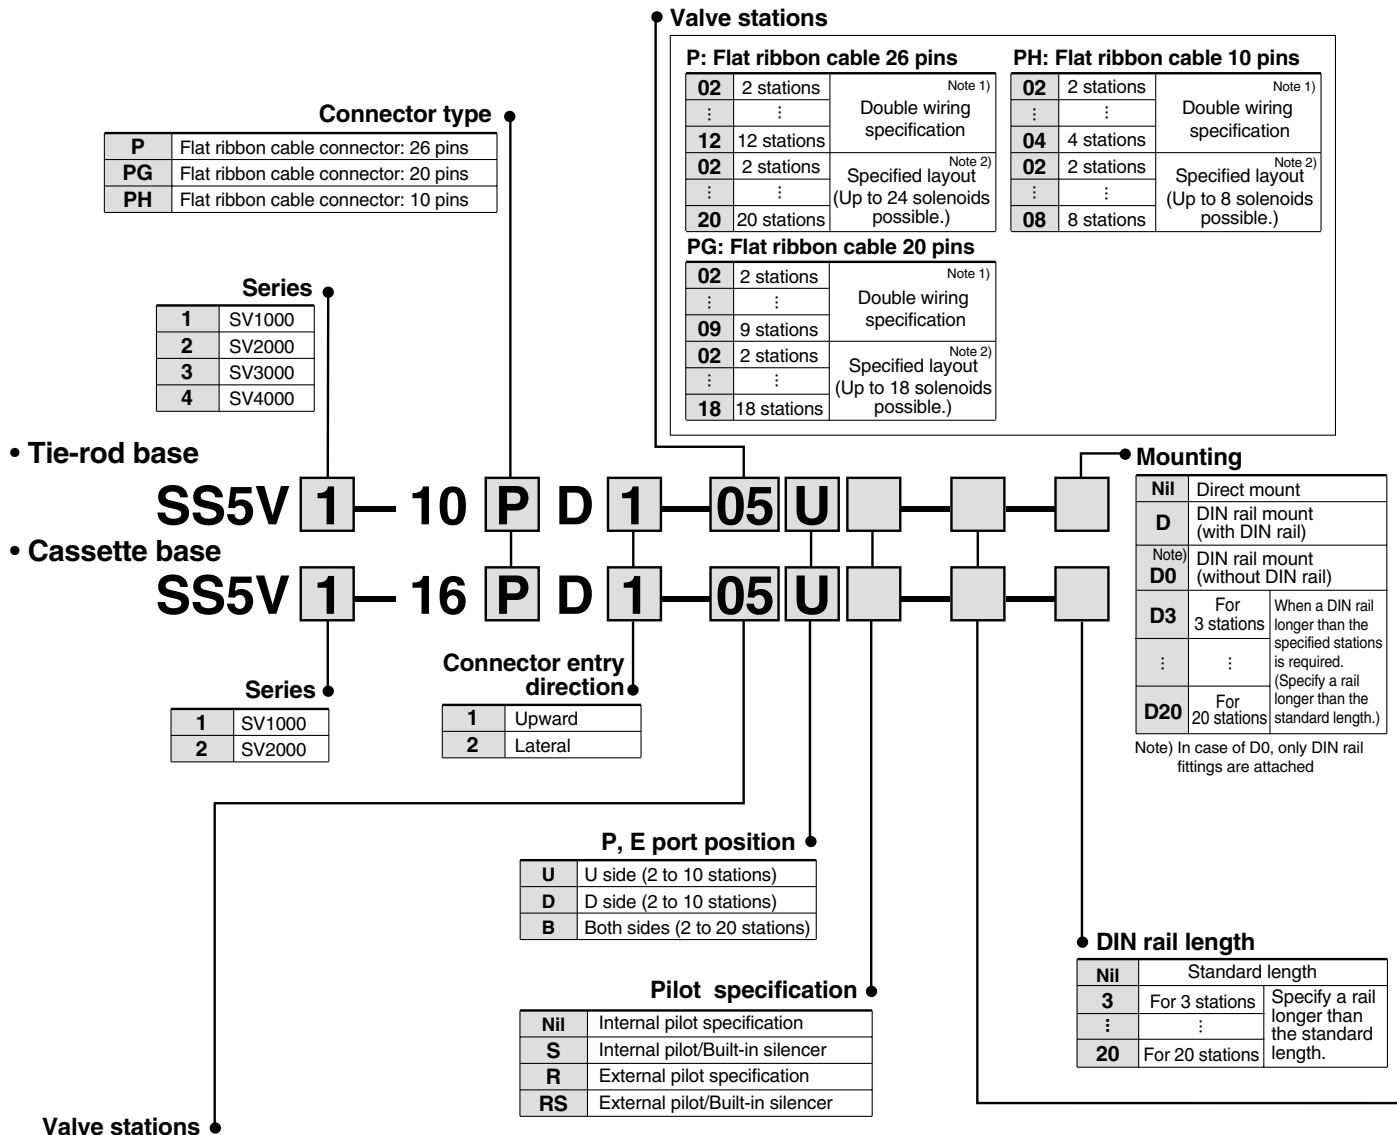 Valve stations
P: Flat ribbon cable 26 pins
02 2 stations Note 1)
⋮ ⋮ Double wiring
specification
12 12 stations
02 2 stations Note 2)
Specified layout
⋮ ⋮ (Up to 24 solenoids
20 20 stations possible.)
PH: Flat ribbon cable 10 pins
02 2 stations Note 1)
⋮ ⋮ Double wiring
specification
04 4 stations
02 2 stations Note 2)
Specified layout
⋮ ⋮ (Up to 8 solenoids
08 8 stations possible.)
PG: Flat ribbon cable 20 pins
02 2 stations Note 1)
⋮ ⋮ Double wiring
specification
09 9 stations
02 2 stations Note 2)
Specified layout
⋮ ⋮ (Up to 18 solenoids
18 18 stations possible.)
Connector type
P Flat ribbon cable connector: 26 pins
PG Flat ribbon cable connector: 20 pins
PH Flat ribbon cable connector: 10 pins
Series
1 SV1000
2 SV2000
3 SV3000
4 SV4000
• Tie-rod base
SS5V 1 — 10 P D 1 — 05 U — —
• Cassette base
SS5V 1 — 16 P D 1 — 05 U — —
Mounting
Nil Direct mount
D DIN rail mount
(with DIN rail)
Note) DIN rail mount
D0 (without DIN rail)
D3 For
3 stations
⋮ ⋮
D20 For
20 stations
When a DIN rail
longer than the
specified stations
is required.
(Specify a rail
longer than the
standard length.)
Note) In case of D0, only DIN rail
fittings are attached
Series
1 SV1000
2 SV2000
Connector entry
direction
1 Upward
2 Lateral
P, E port position
U U side (2 to 10 stations)
D D side (2 to 10 stations)
B Both sides (2 to 20 stations)
Pilot specification
Nil Internal pilot specification
S Internal pilot/Built-in silencer
R External pilot specification
RS External pilot/Built-in silencer
DIN rail length
Nil Standard length
3 For 3 stations
⋮ ⋮
20 For 20 stations
Specify a rail
longer than
the standard
length.
Valve stations